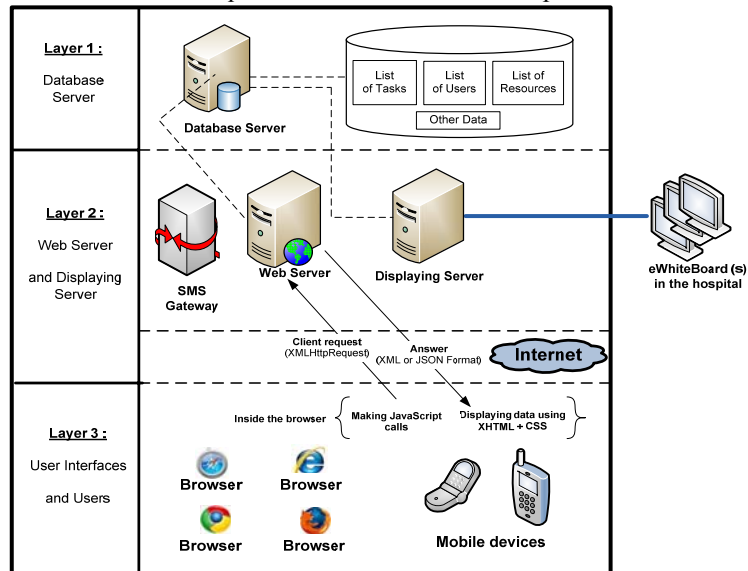 Layer 1 :
Database
Server
Database Server
List
of Tasks
List
of Users
List of
Resources
Other Data
Layer 2 :
Web Server
and Displaying
Server
SMS
Gateway
Web Server
Displaying Server
eWhiteBoard (s)
in the hospital
Client request
(XMLHttpRequest)
Answer
(XML or JSON Format)
Internet
Layer 3 :
User Interfaces
and Users
Inside the browser
Making JavaScript
calls
Displaying data using
XHTML + CSS
Browser
Browser
Browser
Browser
Mobile devices